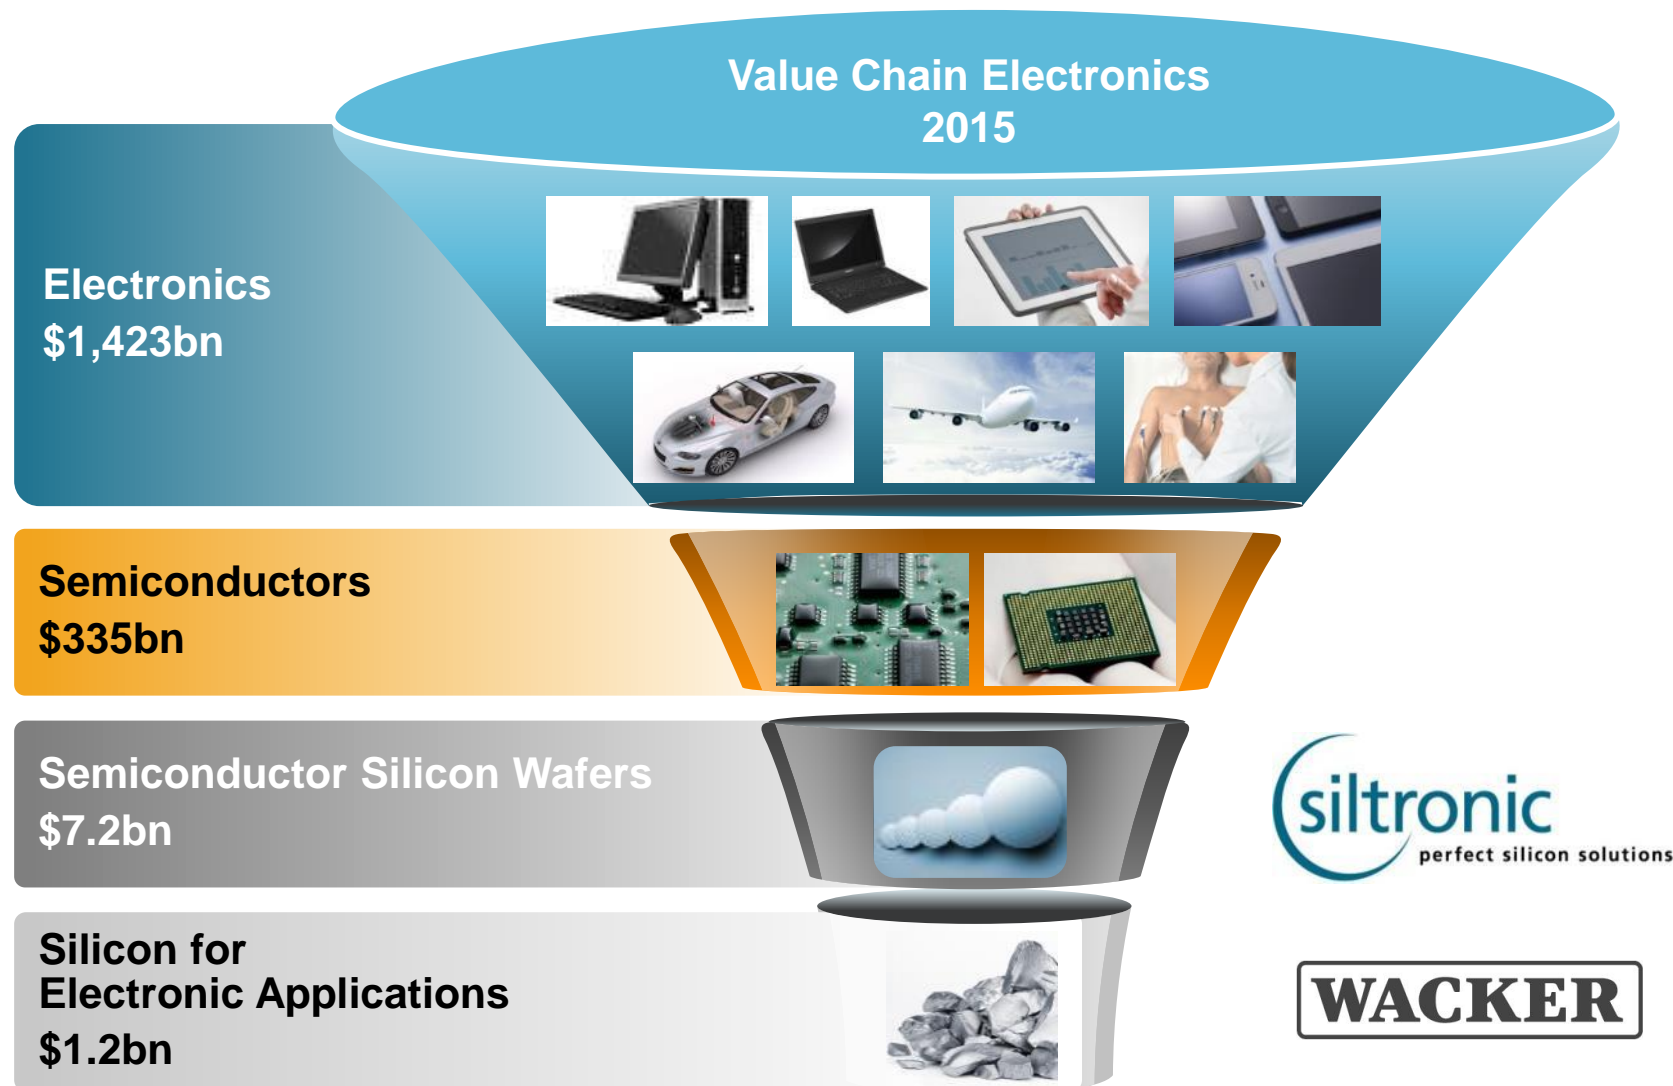 Value Chain Electronics
2015
Electronics
$1,423bn
Semiconductors
$335bn
Semiconductor Silicon Wafers
$7.2bn
siltronic
perfect silicon solutions
Silicon for
Electronic Applications
$1.2bn
WACKER